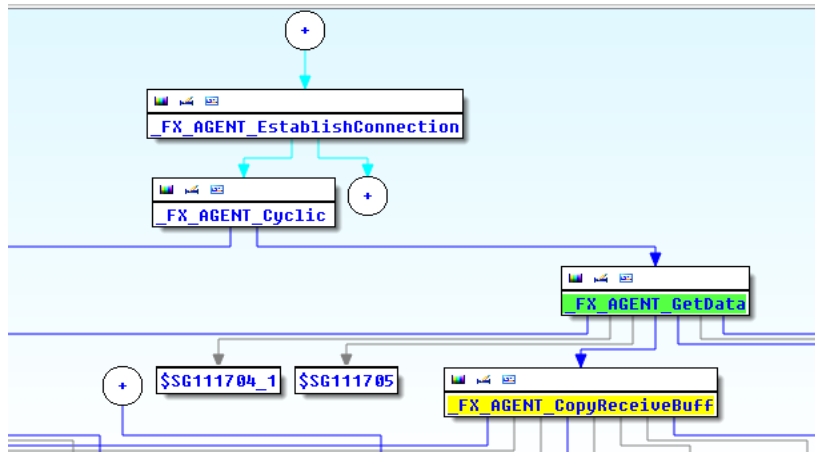 +
_FX_AGENT_EstablishConnection
+
_FX_AGENT_Cyclic
_FX_AGENT_GetData
$SG111704_1
$SG111705
+
_FX_AGENT_CopyReceiveBuff